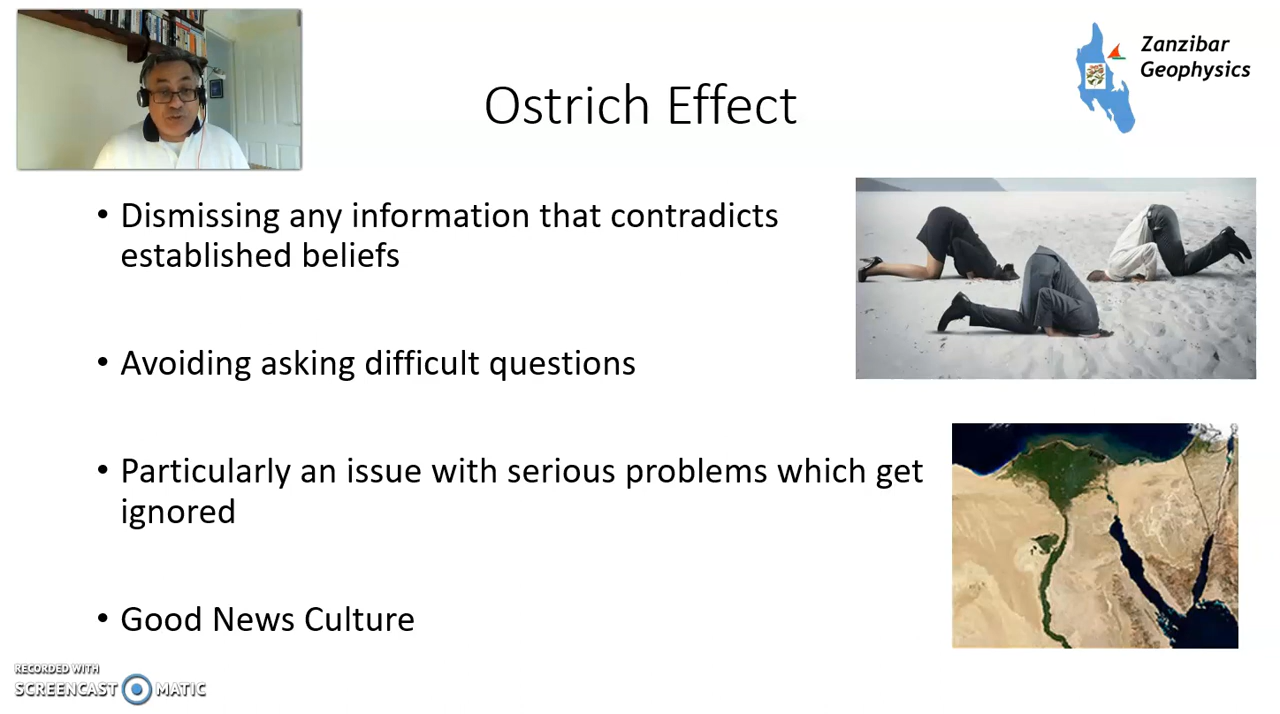 Zanzibar
Geophysics
Ostrich Effect
• Dismissing any information that contradicts
established beliefs
• Avoiding asking difficult questions
• Particularly an issue with serious problems which get
ignored
• Good News Culture
RECORDED WITH
SCREENCAST MATIC